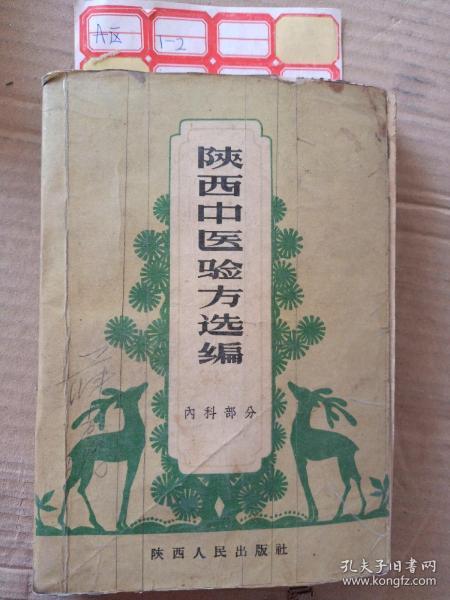 A区
1-2
陕西中医验方选编
内科部分
陕西人民出版社
孔夫子旧书网
www.kongfz.com